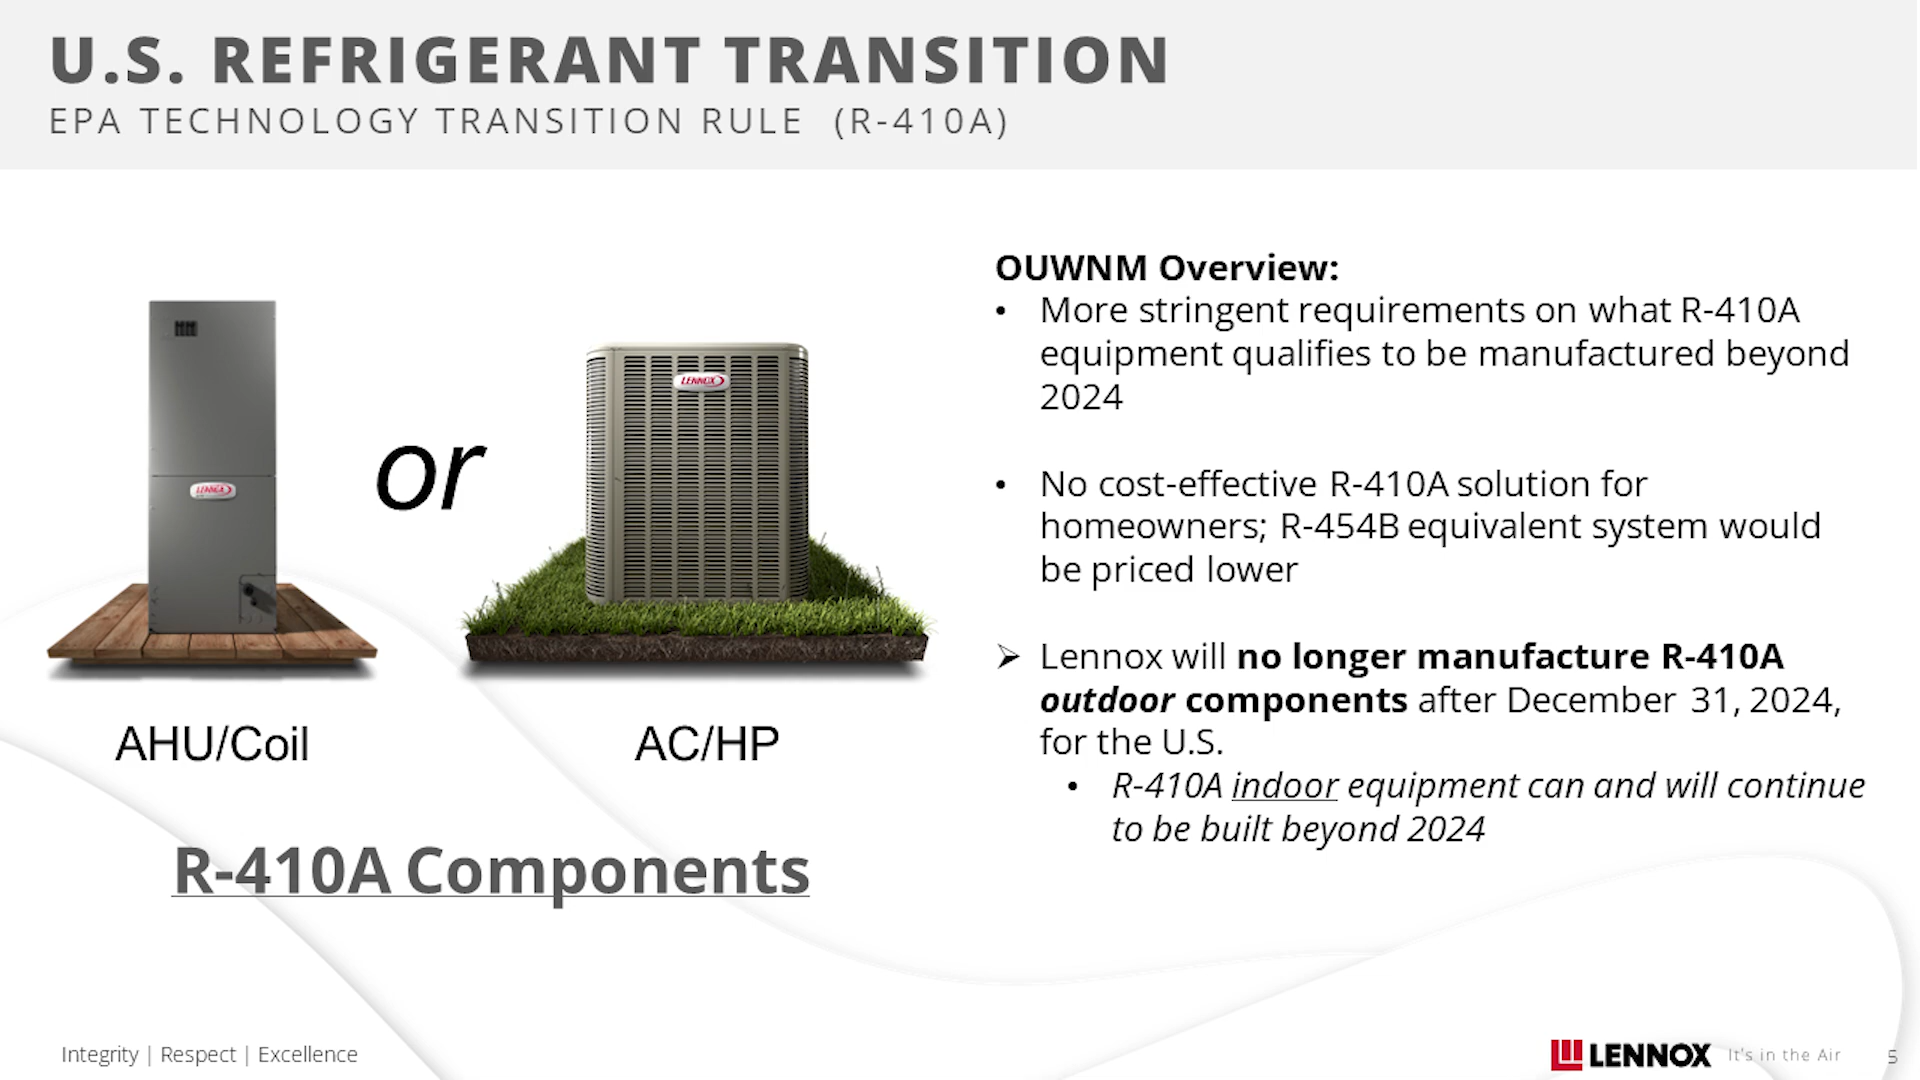 U.S. REFRIGERANT TRANSITION
EPA TECHNOLOGY TRANSITION RULE (R-410A)
LENNOX
or
LENNOX
AHU/Coil
AC/HP
R-410A Components
OUWNM Overview:
• More stringent requirements on what R-410A
equipment qualifies to be manufactured beyond
2024
• No cost-effective R-410A solution for
homeowners; R-454B equivalent system would
be priced lower
➢ Lennox will no longer manufacture R-410A
outdoor components after December 31, 2024,
for the U.S.
• R-410A indoor equipment can and will continue
to be built beyond 2024
Integrity | Respect | Excellence
LENNOX It's in the Air 5